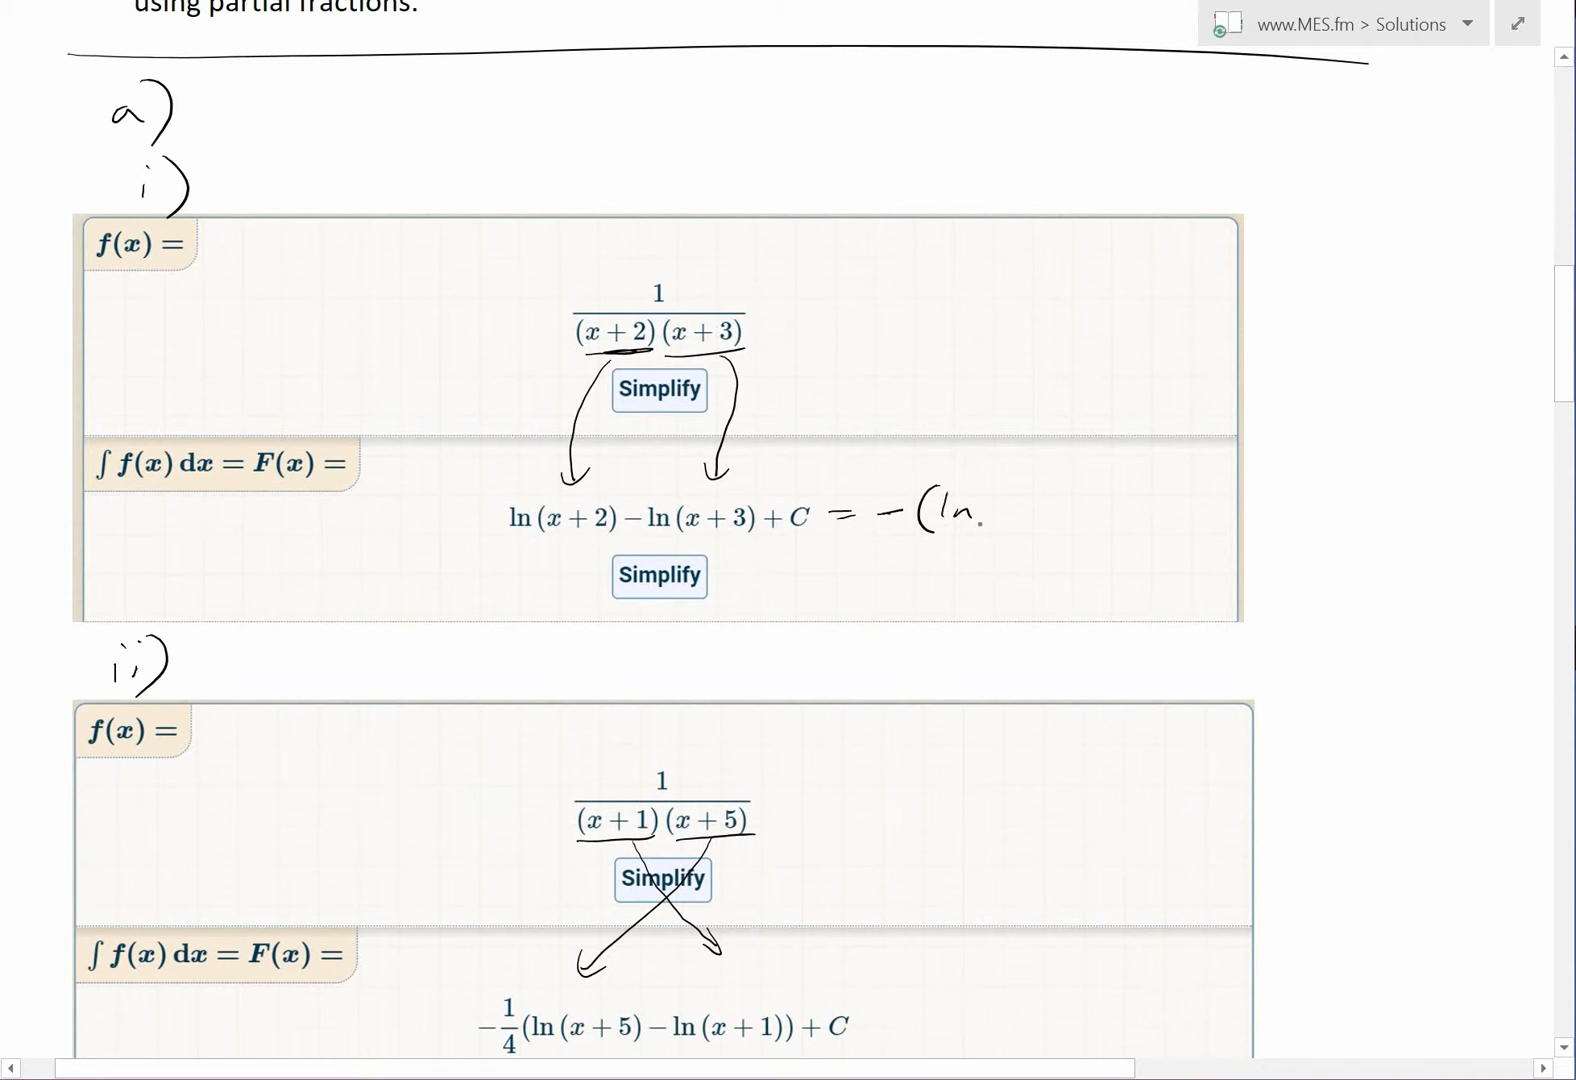 using partial fractions.
www.MES.fm > Solutions
a)
i)
f(x) =
1
(x + 2) (x + 3)
Simplify
∫ f(x) dx = F(x) =
ln (x + 2) − ln (x + 3) + C = − (ln
Simplify
ii)
f(x) =
1
(x + 1) (x + 5)
Simplify
∫ f(x) dx = F(x) =
−1/4(ln (x + 5) − ln (x + 1)) + C